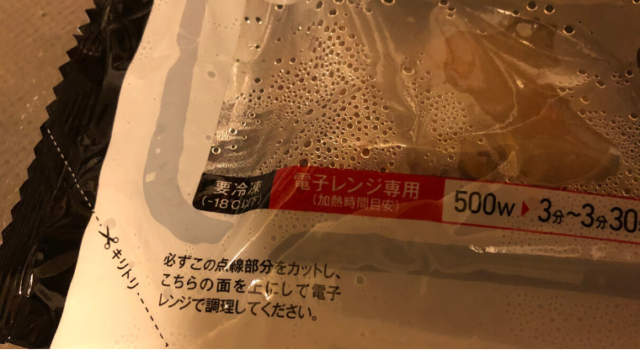 要冷凍
(-18℃以下)
電子レンジ専用
(加熱時間目安)
500W ▶ 3分~3分30
キリトリ
必ずこの点線部分をカットし、
こちらの面を上にして電子
レンジで調理してください。